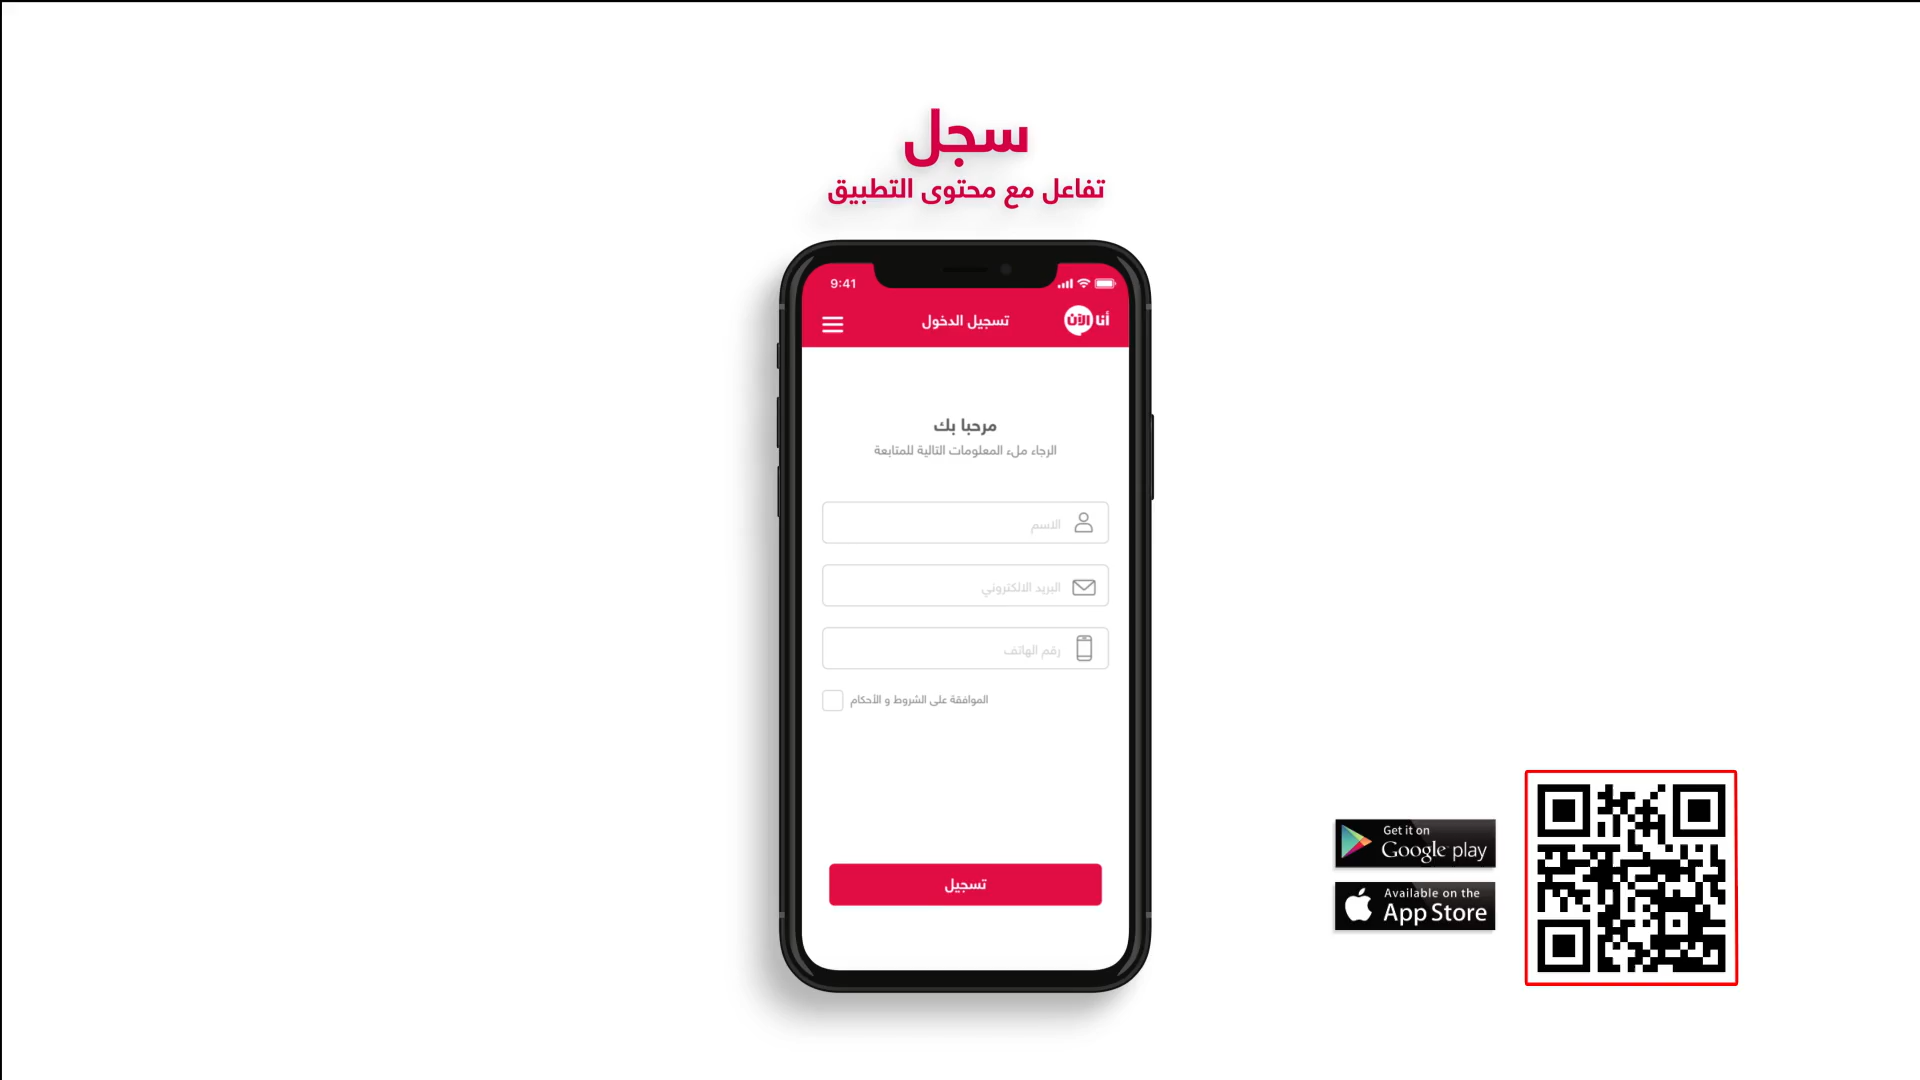 سجل
تفاعل مع محتوى التطبيق
9:41
أنا الآن
تسجيل الدخول
مرحبا بك
الرجاء ملء المعلومات التالية للمتابعة
الاسم
البريد الالكتروني
رقم الهاتف
الموافقة على الشروط و الأحكام
تسجيل
Get it on
Google play
Available on the
App Store